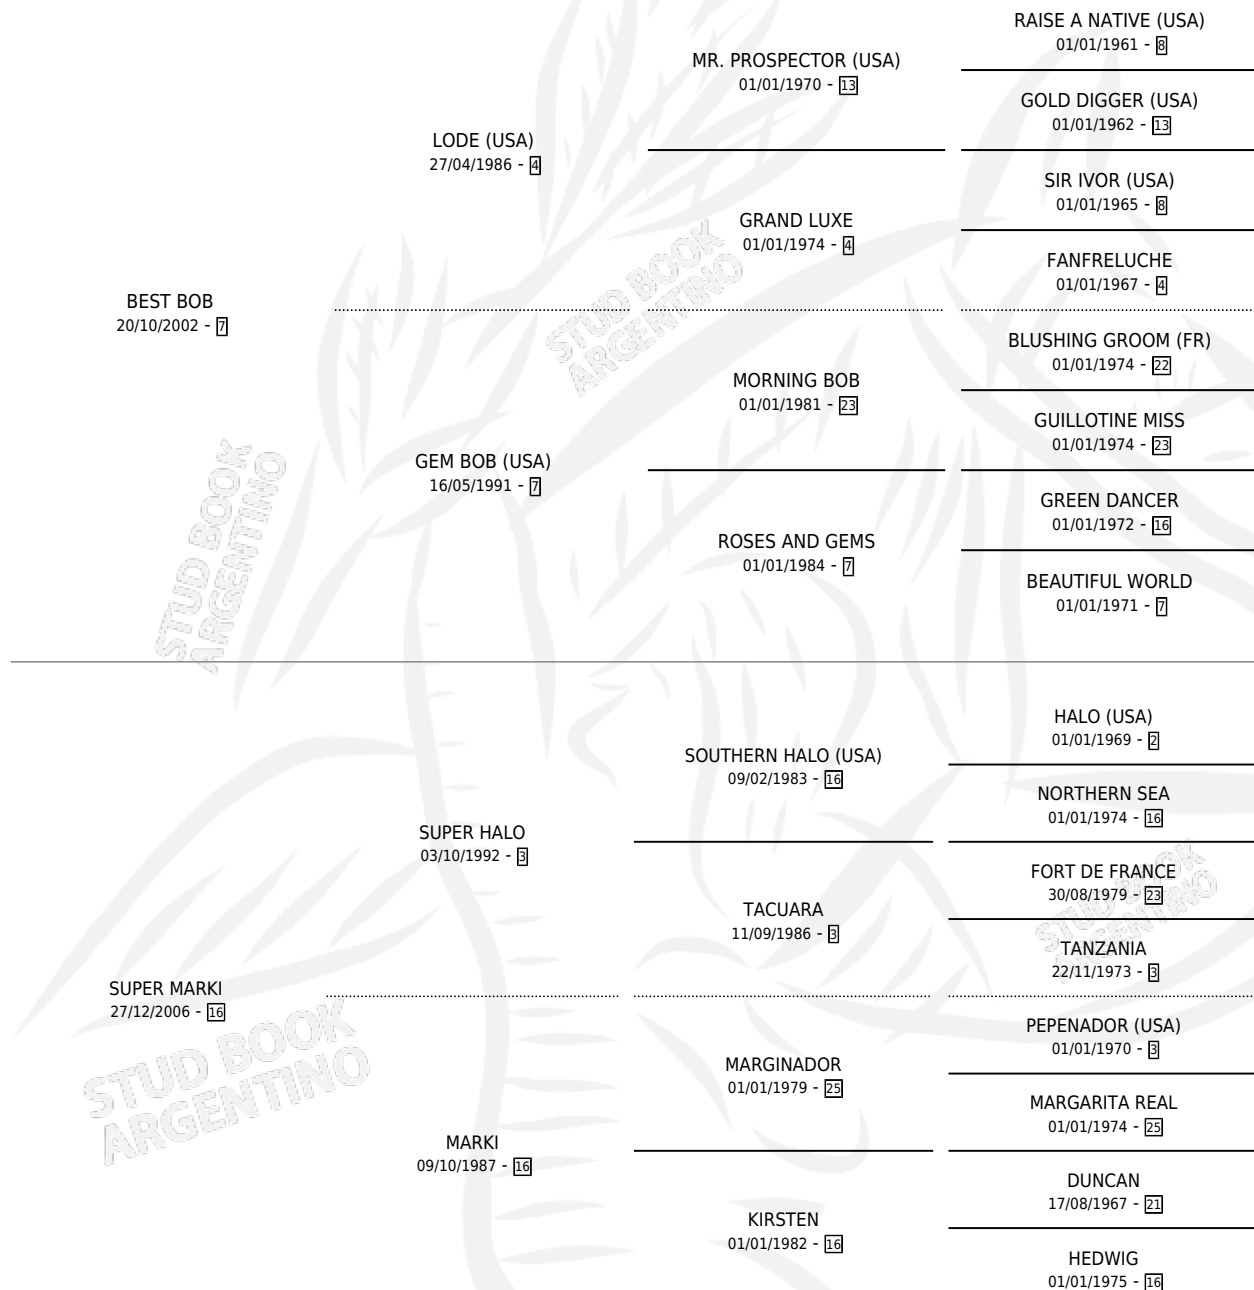 RAISE A NATIVE (USA)
01/01/1961 - 8
MR. PROSPECTOR (USA)
01/01/1970 - 13
GOLD DIGGER (USA)
01/01/1962 - 13
LODE (USA)
27/04/1986 - 4
SIR IVOR (USA)
01/01/1965 - 8
GRAND LUXE
01/01/1974 - 4
FANFRELUCHE
01/01/1967 - 4
BEST BOB
20/10/2002 - 7
BLUSHING GROOM (FR)
01/01/1974 - 22
MORNING BOB
01/01/1981 - 23
GUILLOTINE MISS
01/01/1974 - 23
GEM BOB (USA)
16/05/1991 - 7
GREEN DANCER
01/01/1972 - 16
ROSES AND GEMS
01/01/1984 - 7
BEAUTIFUL WORLD
01/01/1971 - 7
HALO (USA)
01/01/1969 - 2
SOUTHERN HALO (USA)
09/02/1983 - 16
NORTHERN SEA
01/01/1974 - 16
SUPER HALO
03/10/1992 - 3
FORT DE FRANCE
30/08/1979 - 23
TACUARA
11/09/1986 - 3
TANZANIA
22/11/1973 - 3
SUPER MARKI
27/12/2006 - 16
PEPENADOR (USA)
01/01/1970 - 3
MARGINADOR
01/01/1979 - 25
MARGARITA REAL
01/01/1974 - 25
MARKI
09/10/1987 - 16
DUNCAN
17/08/1967 - 21
KIRSTEN
01/01/1982 - 16
HEDWIG
01/01/1975 - 16
STUD BOOK
ARGENTINO
STUD BOOK
ARGENTINO
STUD BOOK
ARGENTINO
STUD BOOK
ARGENTINO